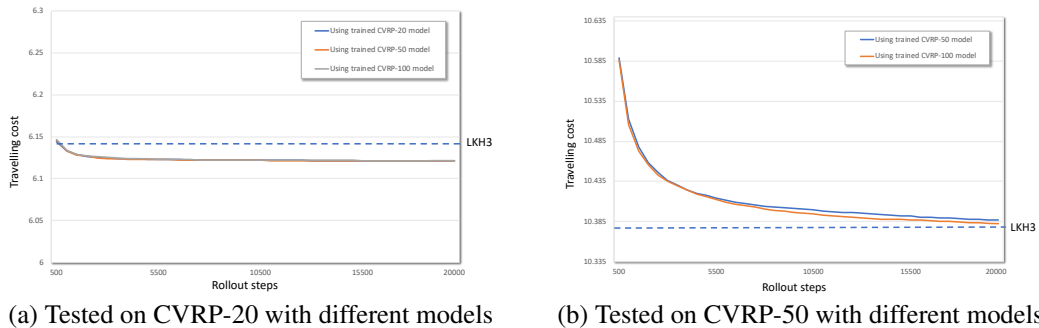 6.3
6.25
6.2
6.15
6.1
6.05
6
Travelling cost
Using trained CVRP-20 model
Using trained CVRP-50 model
Using trained CVRP-100 model
LKH3
500
5500
10500
15500
20000
Rollout steps
(a) Tested on CVRP-20 with different models
10.635
10.585
10.535
10.485
10.435
10.385
10.335
Travelling cost
Using trained CVRP-50 model
Using trained CVRP-100 model
LKH3
500
5500
10500
15500
20000
Rollout steps
(b) Tested on CVRP-50 with different models